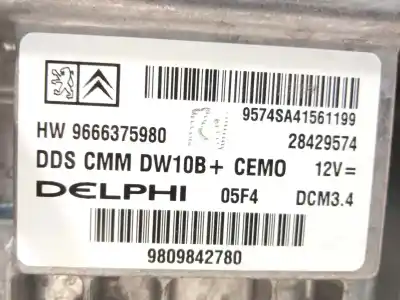 9574SA41561199
HW 9666375980
28429574
DDS CMM DW10B+ CEMO 12V=
DELPHI 05F4 DCM3.4
9809842780